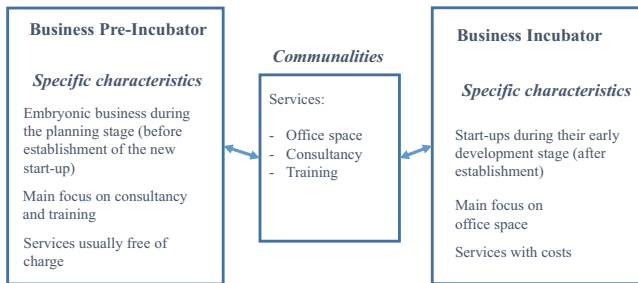 Business Pre-Incubator
Specific characteristics
Embryonic business during
the planning stage (before
establishment of the new
start-up)
Main focus on consultancy
and training
Services usually free of
charge
Communalities
Services:
- Office space
- Consultancy
- Training
Business Incubator
Specific characteristics
Start-ups during their early
development stage (after
establishment)
Main focus on
office space
Services with costs